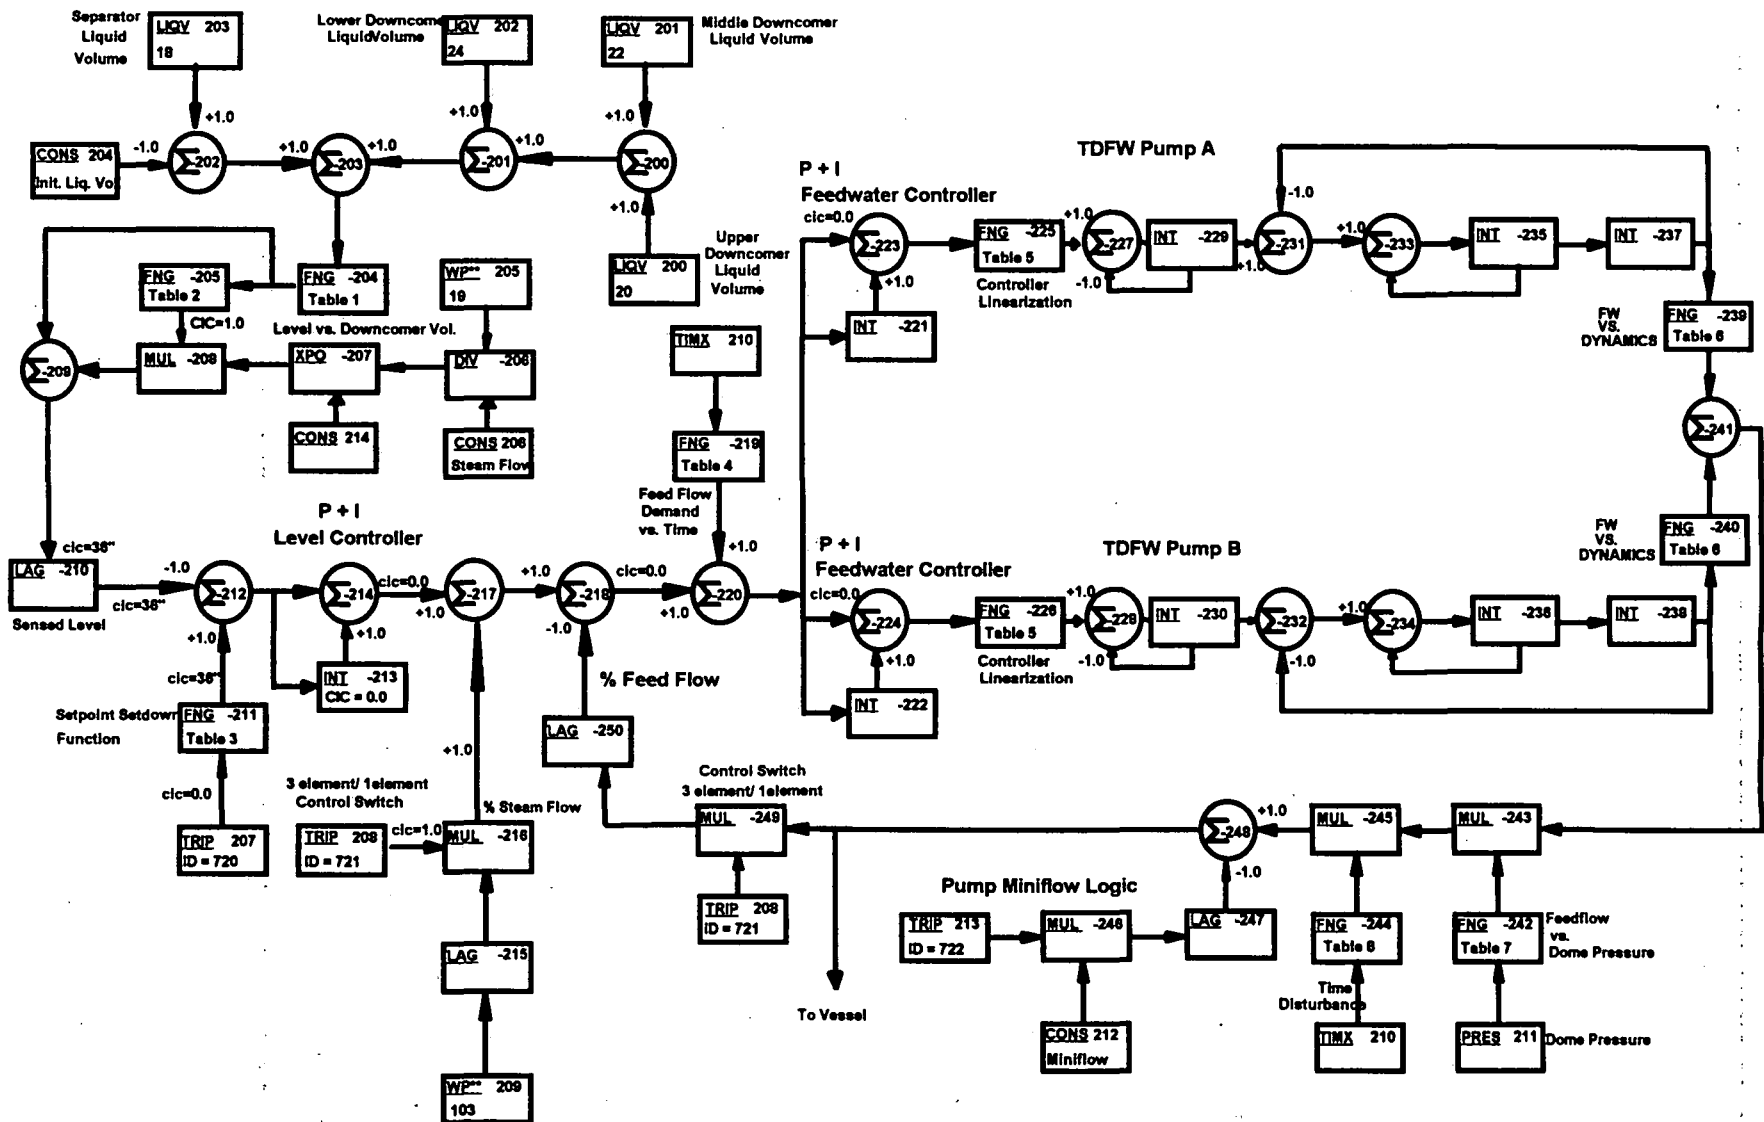 Separator
Liquid
Volume
LIQV 203
18
Lower Downcome
LiquidVolume
LIQV 202
24
LIQV 201
22
Middle Downcomer
Liquid Volume
+1.0
+1.0
+1.0
CONS 204
Init. Liq. Vo
-1.0
Σ-202
+1.0
Σ-203
+1.0
Σ-201
+1.0
Σ-200
+1.0
LIQV 200
20
Upper
Downcomer
Liquid
Volume
FNG -205
Table 2
FNG -204
Table 1
WP** 205
19
CIC=1.0
Level vs. Downcomer Vol.
Σ-209
MUL -208
XPO -207
DIV -206
CONS 214
CONS 206
Steam Flow
TIMX 210
FNG -219
Table 4
Feed Flow
Demand
vs. Time
+1.0
P + I
Level Controller
cic=36"
LAG -210
cic=36"
Sensed Level
-1.0
Σ-212
+1.0
cic=36"
Σ-214
+1.0
cic=0.0
+1.0
Σ-217
+1.0
Σ-218
-1.0
cic=0.0
+1.0
Σ-220
INT -213
CIC = 0.0
Setpoint Setdown
Function
FNG -211
Table 3
cic=0.0
TRIP 207
ID = 720
3 element/ 1element
Control Switch
TRIP 208
ID = 721
cic=1.0
+1.0
% Steam Flow
MUL -216
LAG -215
WP** 209
103
% Feed Flow
LAG -250
Control Switch
3 element/ 1element
MUL -249
TRIP 208
ID = 721
To Vessel
P + I
Feedwater Controller
cic=0.0
TDFW Pump A
Σ-223
+1.0
INT -221
FNG -225
Table 5
Controller
Linearization
+1.0
Σ-227
-1.0
INT -229
+1.0
-1.0
Σ-231
+1.0
Σ-233
INT -235
INT -237
FW
VS.
DYNAMICS
FNG -239
Table 6
Σ-241
P + I
Feedwater Controller
cic=0.0
TDFW Pump B
Σ-224
+1.0
INT -222
FNG -226
Table 5
Controller
Linearization
+1.0
Σ-228
-1.0
INT -230
Σ-232
-1.0
+1.0
Σ-234
INT -236
INT -238
FW
VS.
DYNAMICS
FNG -240
Table 6
Σ-248
+1.0
-1.0
MUL -245
MUL -243
Pump Miniflow Logic
TRIP 213
ID = 722
MUL -246
LAG -247
CONS 212
Miniflow
FNG -244
Table 8
Time
Disturbance
TIMX 210
FNG -242
Table 7
Feedflow
vs.
Dome Pressure
PRES 211
Dome Pressure